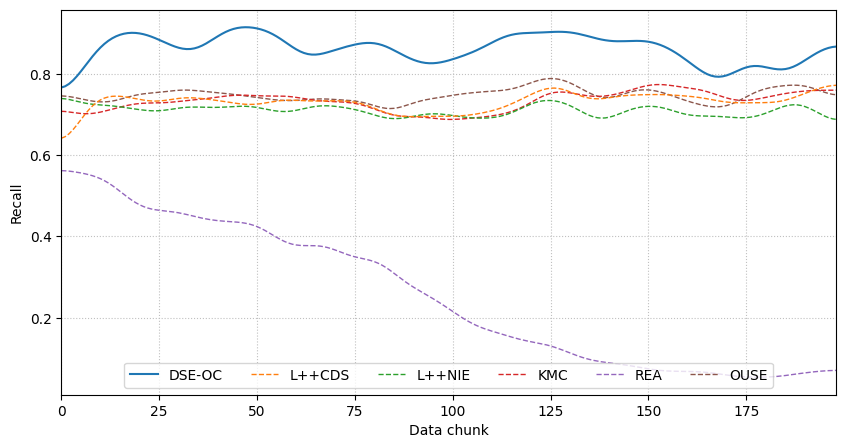 Recall
0.8
0.6
0.4
0.2
DSE-OC L++CDS L++NIE KMC REA OUSE
0 25 50 75 100 125 150 175
Data chunk